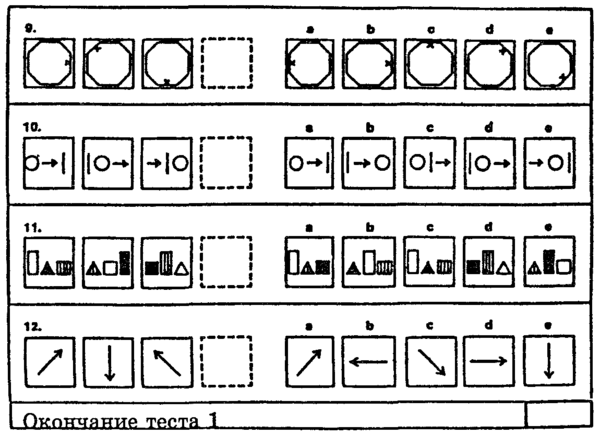 9. a b c d e
10. a b c d e
11. a b c d e
12. a b c d e
Окончание теста 1